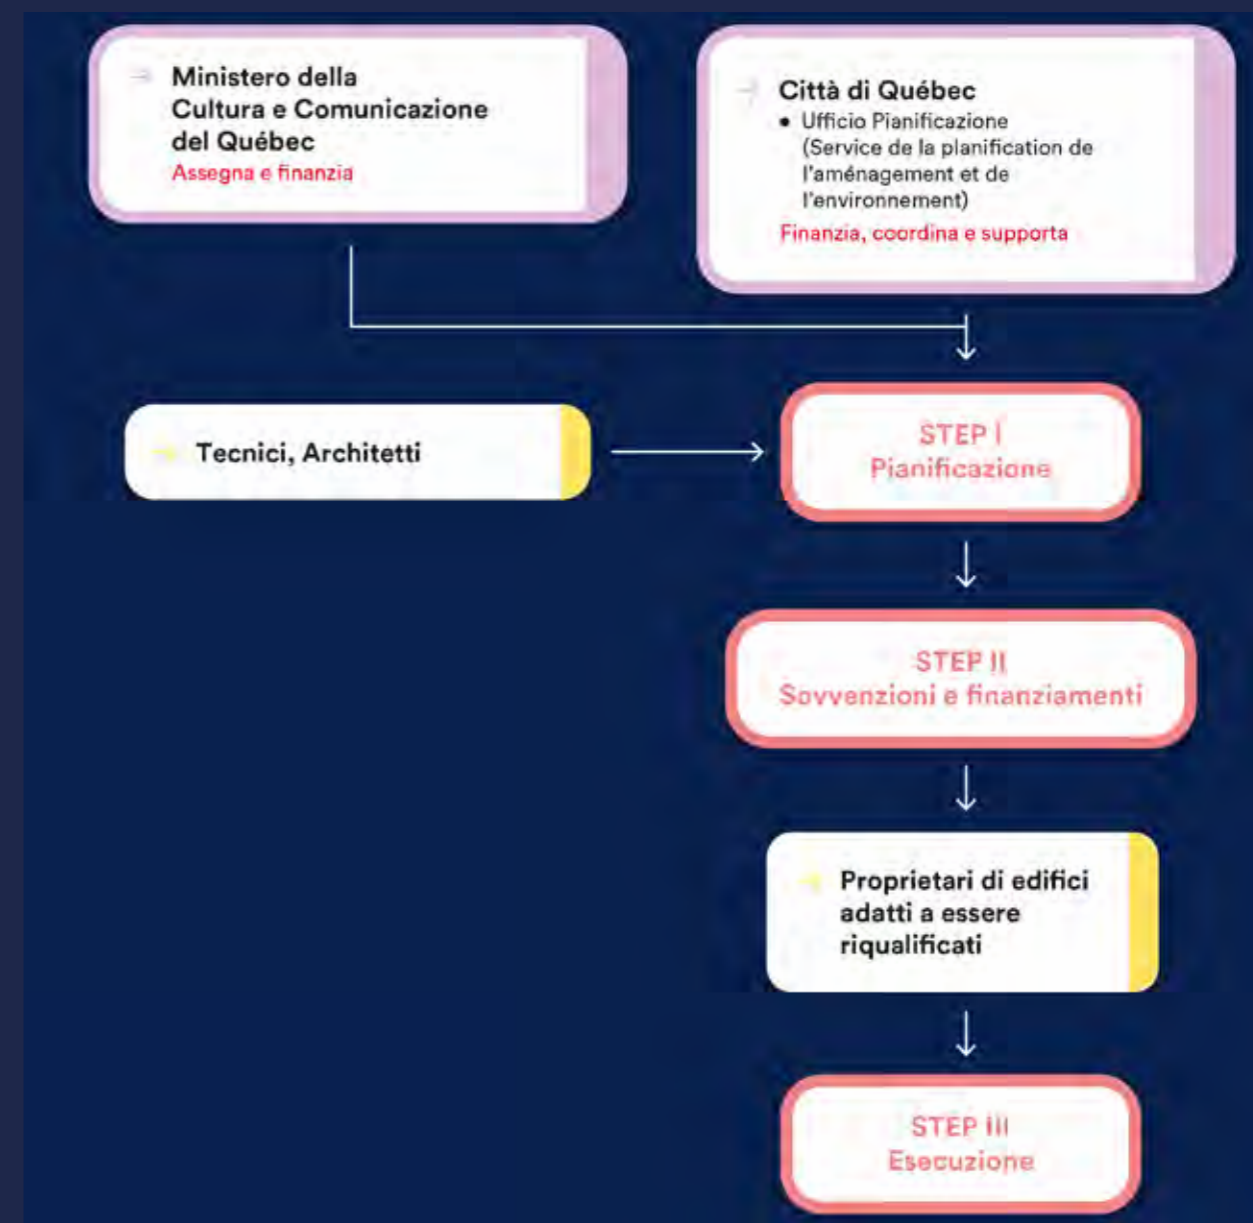 Ministero della
Cultura e Comunicazione
del Québec
Assegna e finanzia
Città di Québec
• Ufficio Pianificazione
(Service de la planification de
l'aménagement et de
l'environnement)
Finanzia, coordina e supporta
Tecnici, Architetti
STEP I
Pianificazione
STEP II
Sovvenzioni e finanziamenti
Proprietari di edifici
adatti a essere
riqualificati
STEP III
Esecuzione